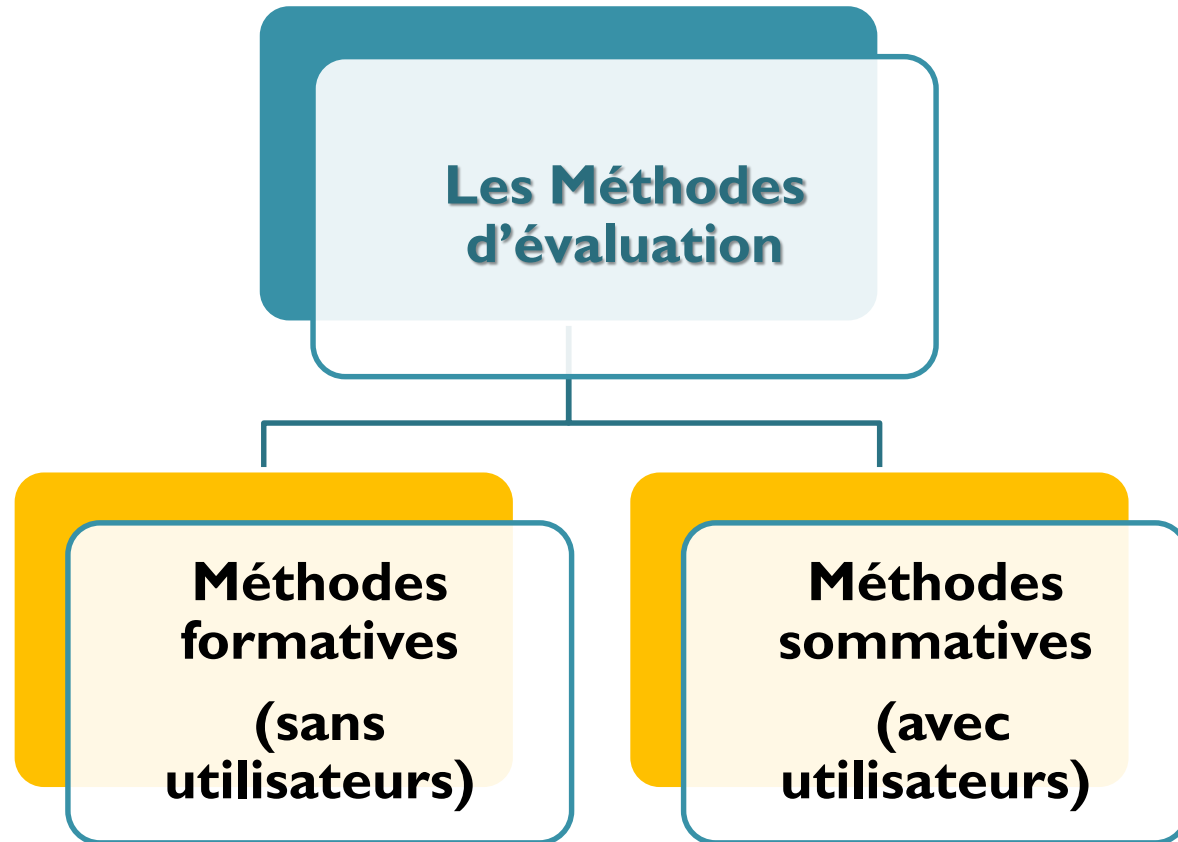 Les Méthodes
d’évaluation
Méthodes
formatives
(sans
utilisateurs)
Méthodes
sommatives
(avec
utilisateurs)